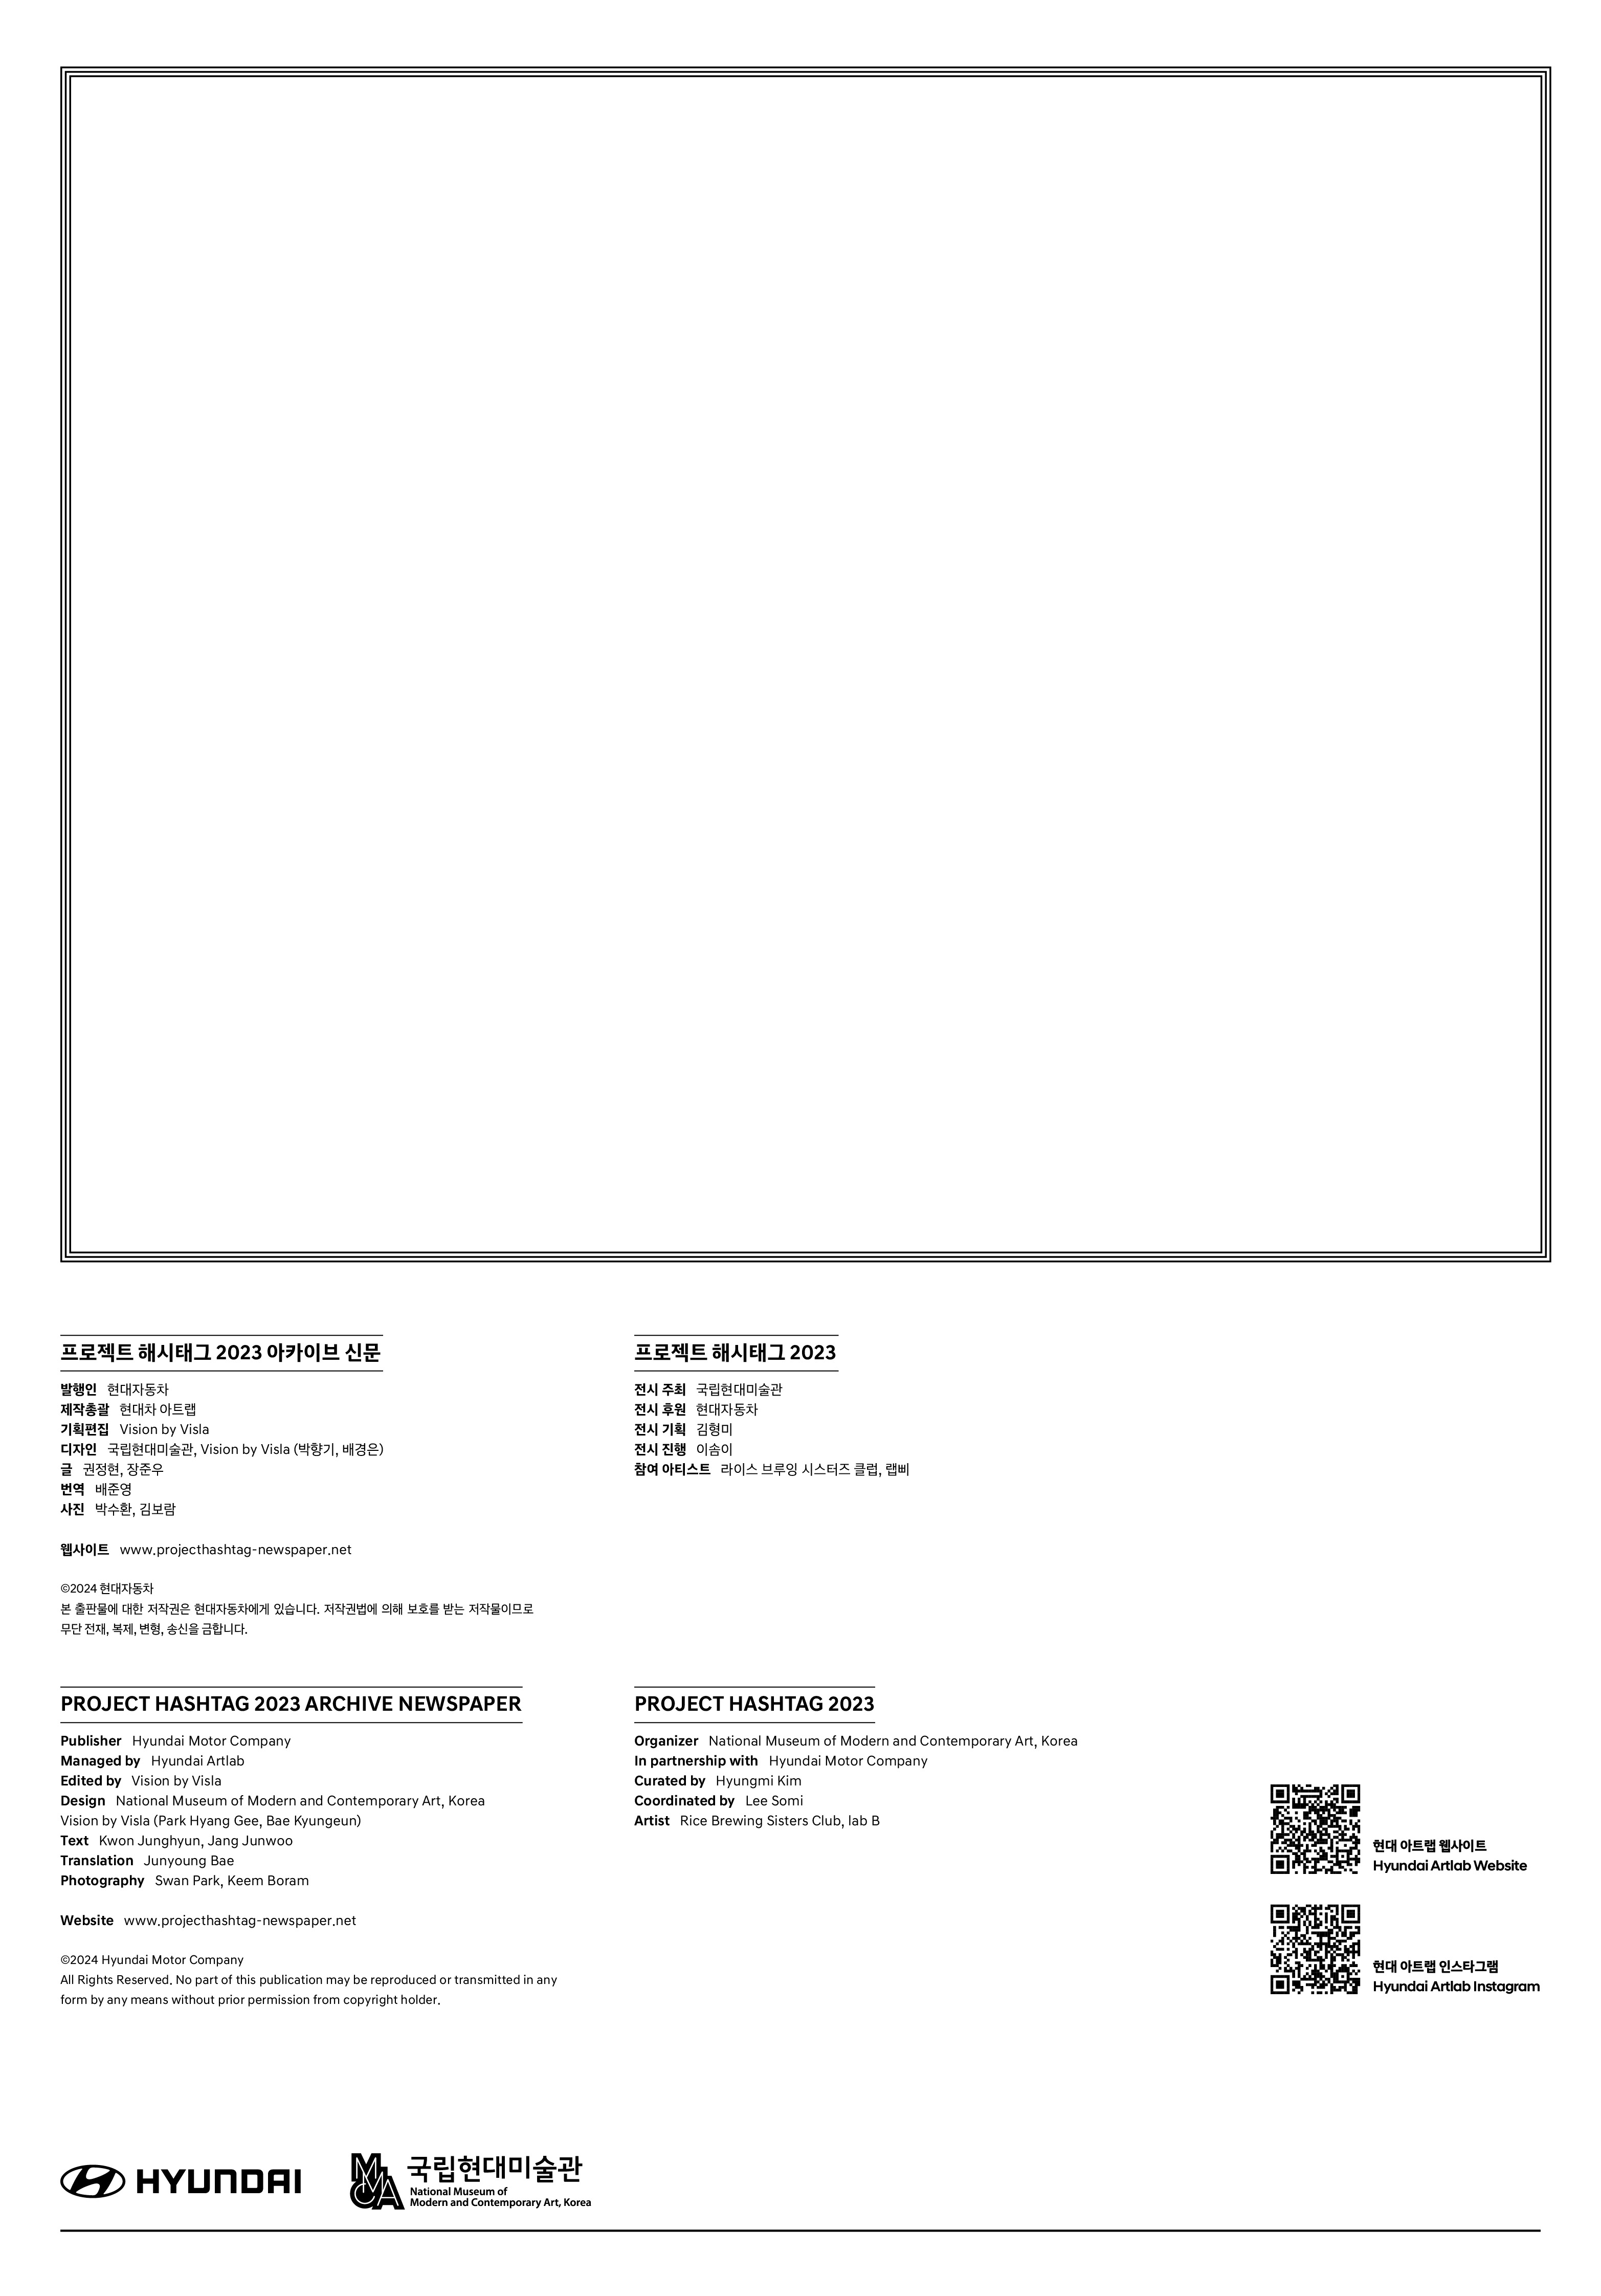 프로젝트 해시태그 2023 아카이브 신문
발행인 현대자동차
제작총괄 현대차 아트랩
기획편집 Vision by Visla
디자인 국립현대미술관, Vision by Visla (박향기, 배경은)
글 권정현, 장준우
번역 배준영
사진 박수환, 김보람
웹사이트 www.projecthashtag-newspaper.net
©2024 현대자동차
본 출판물에 대한 저작권은 현대자동차에게 있습니다. 저작권법에 의해 보호를 받는 저작물이므로
무단 전재, 복제, 변형, 송신을 금합니다.
프로젝트 해시태그 2023
전시 주최 국립현대미술관
전시 후원 현대자동차
전시 기획 김형미
전시 진행 이솜이
참여 아티스트 라이스 브루잉 시스터즈 클럽, 랩삐
PROJECT HASHTAG 2023 ARCHIVE NEWSPAPER
Publisher Hyundai Motor Company
Managed by Hyundai Artlab
Edited by Vision by Visla
Design National Museum of Modern and Contemporary Art, Korea
Vision by Visla (Park Hyang Gee, Bae Kyungeun)
Text Kwon Junghyun, Jang Junwoo
Translation Junyoung Bae
Photography Swan Park, Keem Boram
Website www.projecthashtag-newspaper.net
©2024 Hyundai Motor Company
All Rights Reserved. No part of this publication may be reproduced or transmitted in any
form by any means without prior permission from copyright holder.
PROJECT HASHTAG 2023
Organizer National Museum of Modern and Contemporary Art, Korea
In partnership with Hyundai Motor Company
Curated by Hyungmi Kim
Coordinated by Lee Somi
Artist Rice Brewing Sisters Club, lab B
현대 아트랩 웹사이트
Hyundai Artlab Website
현대 아트랩 인스타그램
Hyundai Artlab Instagram
HYUNDAI
MMCA
국립현대미술관
National Museum of
Modern and Contemporary Art, Korea